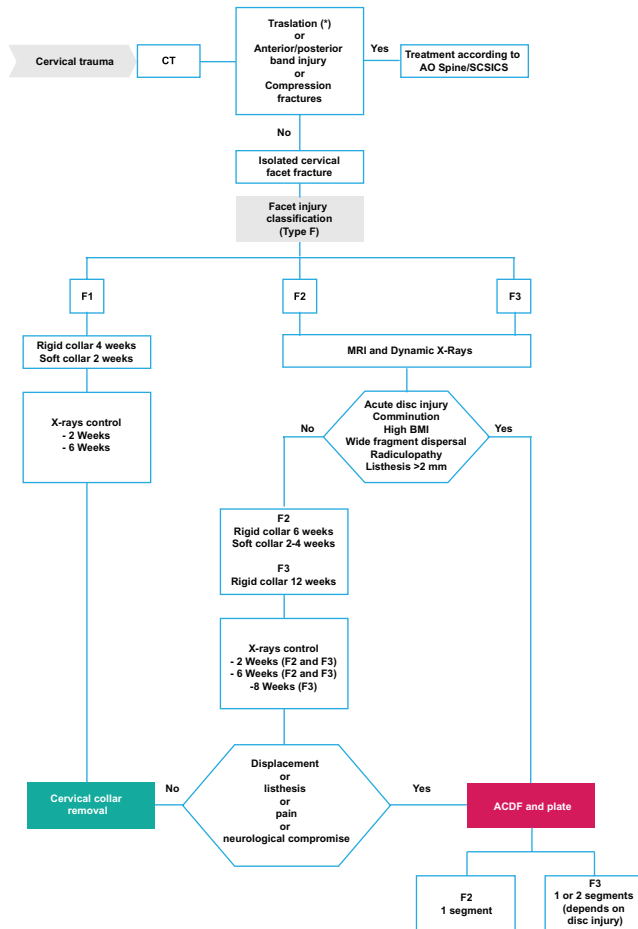 Cervical trauma
CT
Traslation (*)
or
Anterior/posterior
band injury
or
Compression
fractures
Yes
Treatment according to
AO Spine/SCSICS
No
Isolated cervical
facet fracture
Facet injury
classification
(Type F)
F1
F2
F3
Rigid collar 4 weeks
Soft collar 2 weeks
MRI and Dynamic X-Rays
X-rays control
- 2 Weeks
- 6 Weeks
No
Acute disc injury
Comminution
High BMI
Wide fragment dispersal
Radiculopathy
Listhesis >2 mm
Yes
F2
Rigid collar 6 weeks
Soft collar 2-4 weeks
F3
Rigid collar 12 weeks
X-rays control
- 2 Weeks (F2 and F3)
- 6 Weeks (F2 and F3)
-8 Weeks (F3)
Cervical collar
removal
No
Displacement
or
listhesis
or
pain
or
neurological compromise
Yes
ACDF and plate
F2
1 segment
F3
1 or 2 segments
(depends on
disc injury)